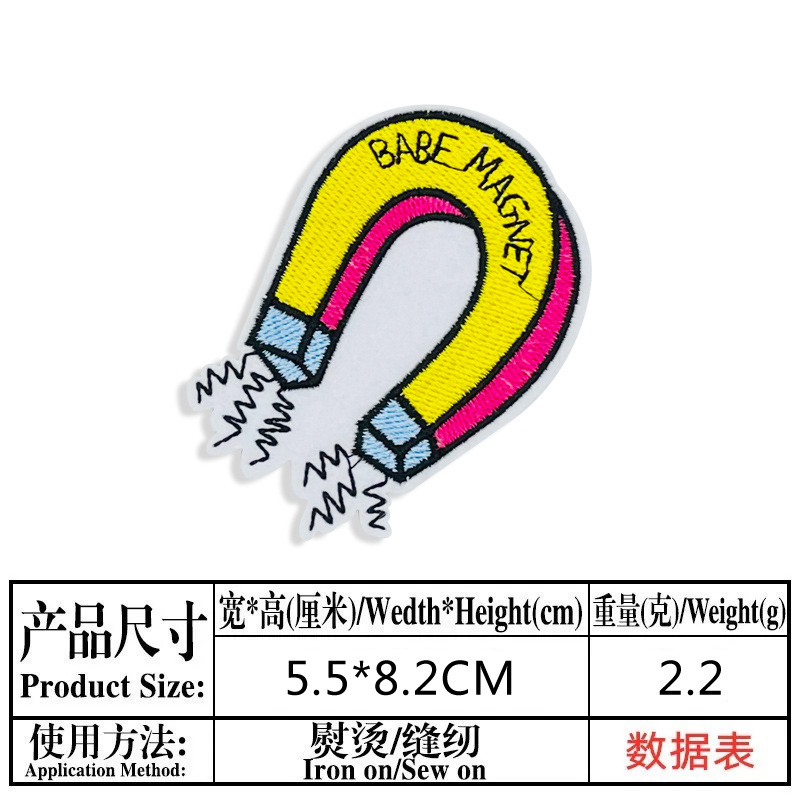 BABE MAGNET
产品尺寸
Product Size:
宽*高(厘米)/Wedth*Height(cm)
重量(克)/Weight(g)
5.5*8.2CM
2.2
使用方法:
Application Method:
熨烫/缝纫
Iron on/Sew on
数据表